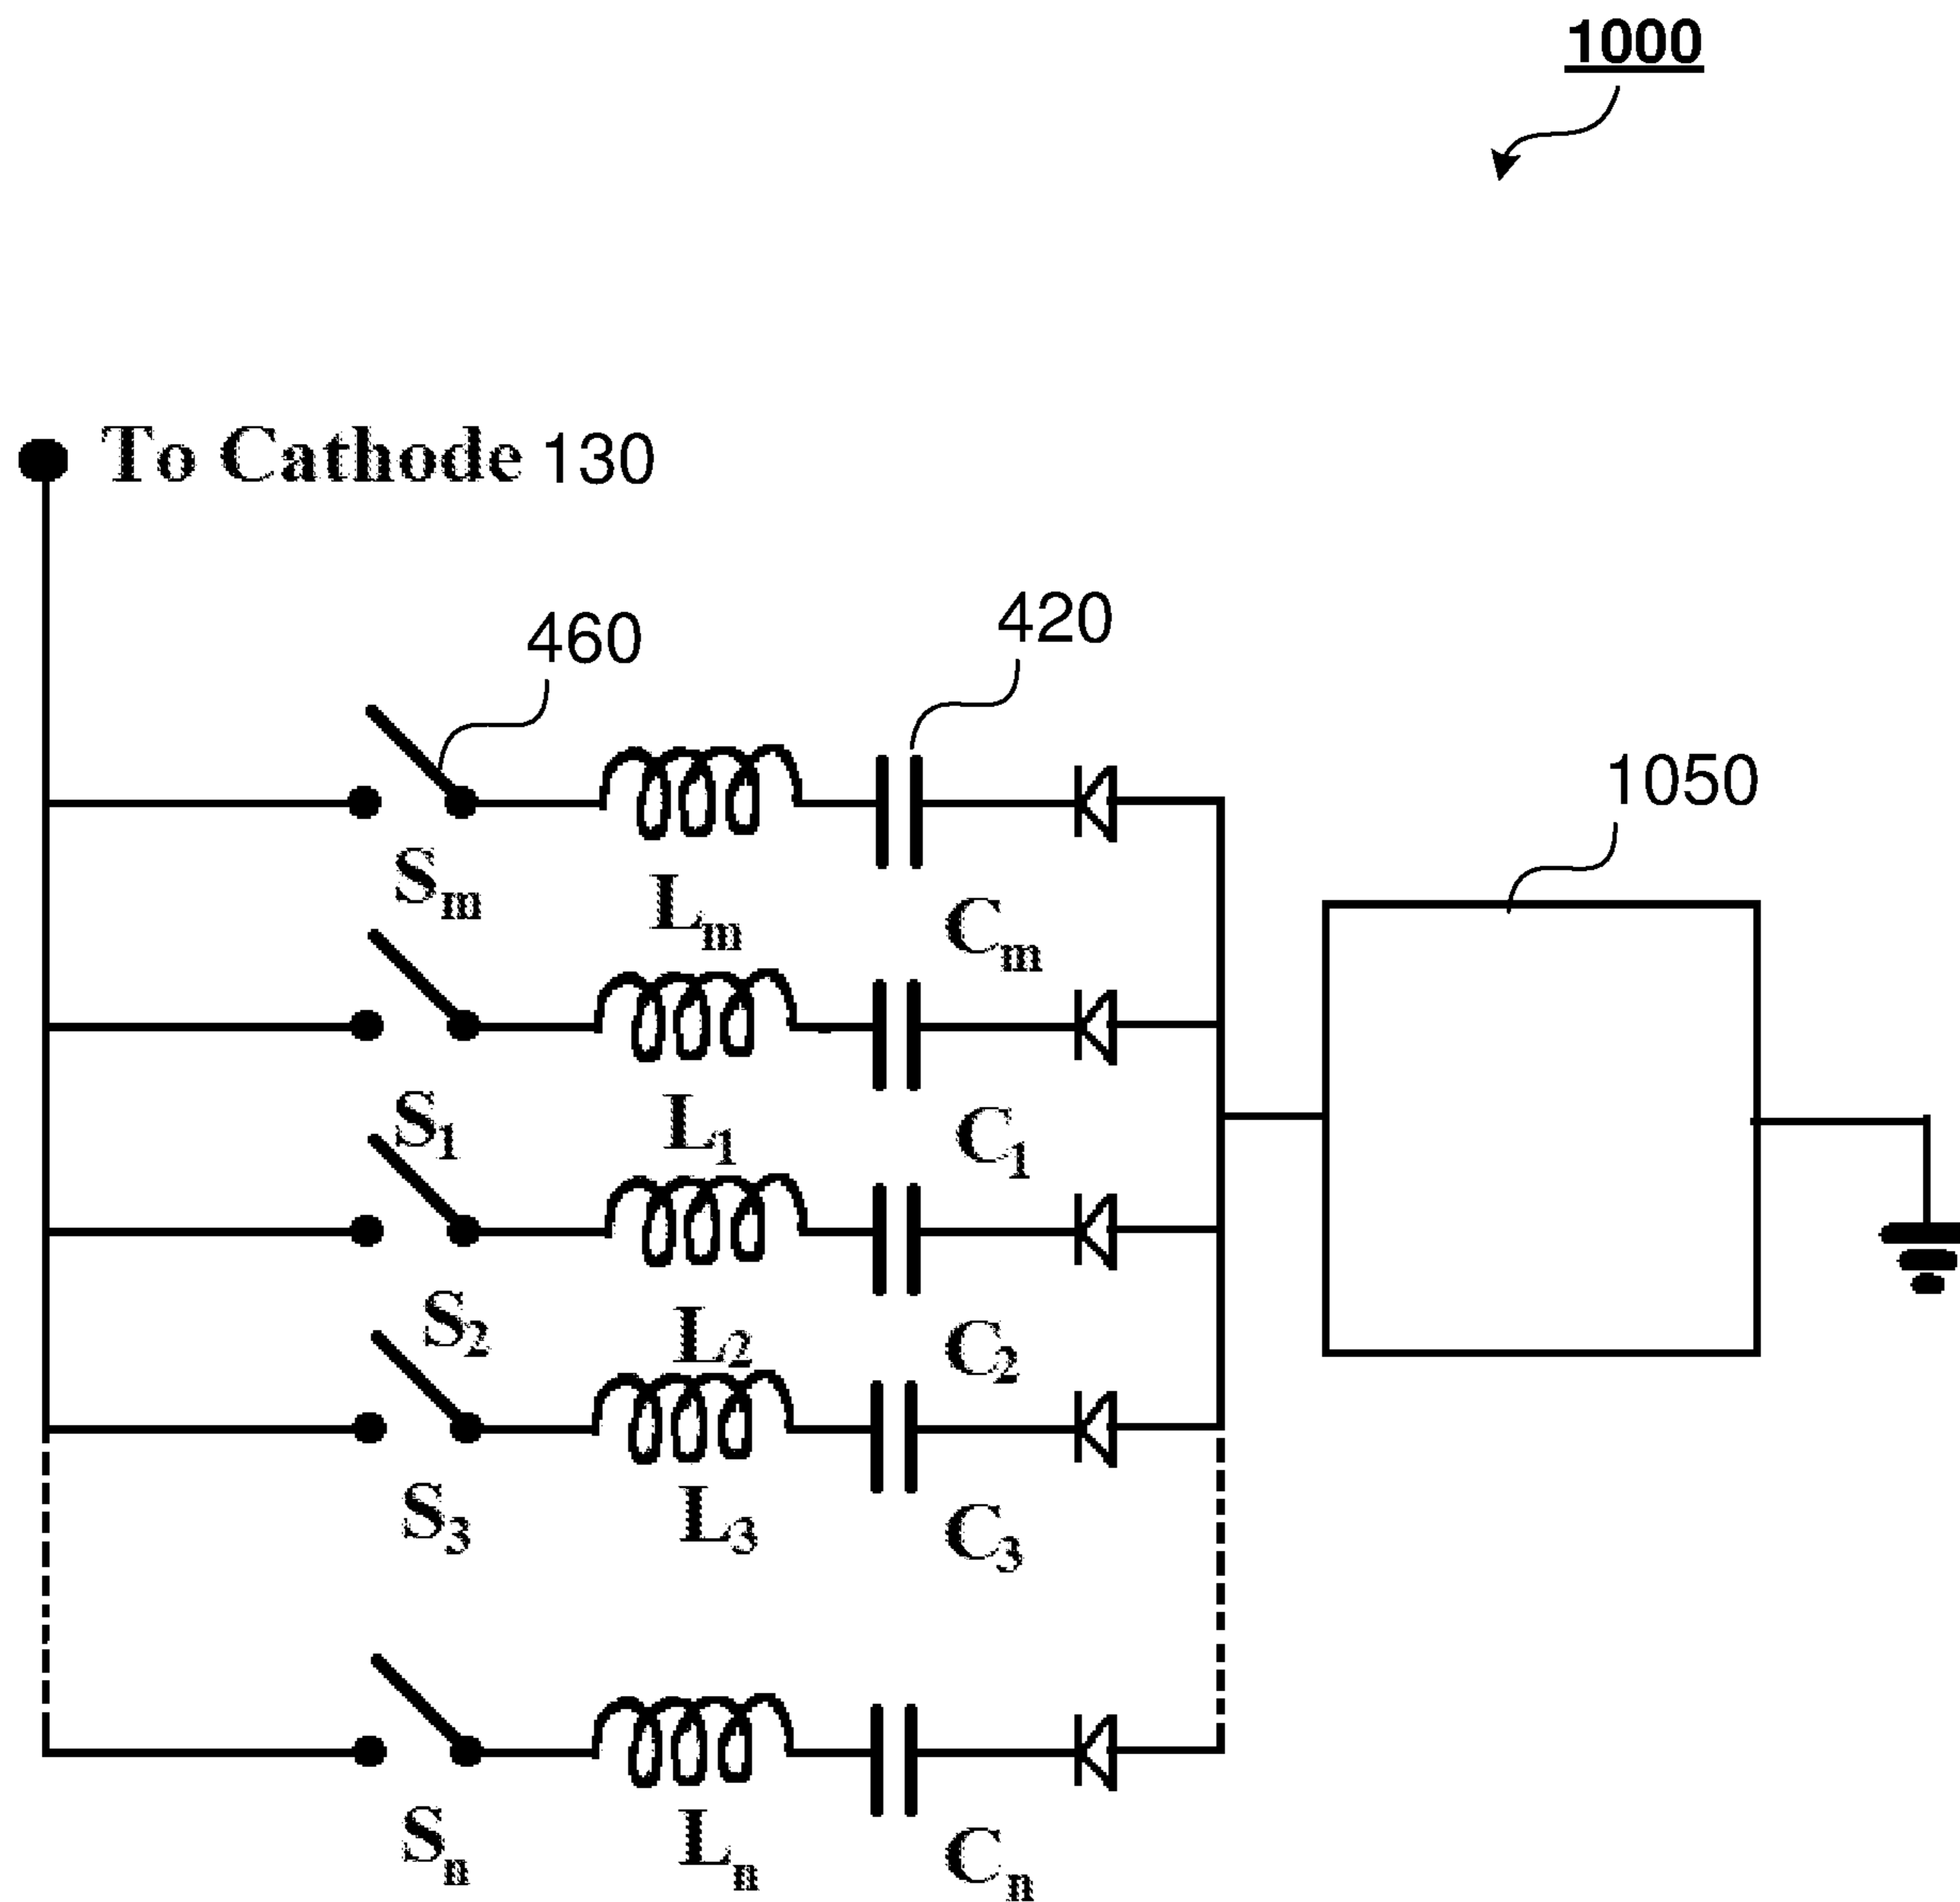 1000
To Cathode 130
460
420
1050
Sm Lm Cm
S1 L1 C1
S2 L2 C2
S3 L3 C3
Sn Ln Cn